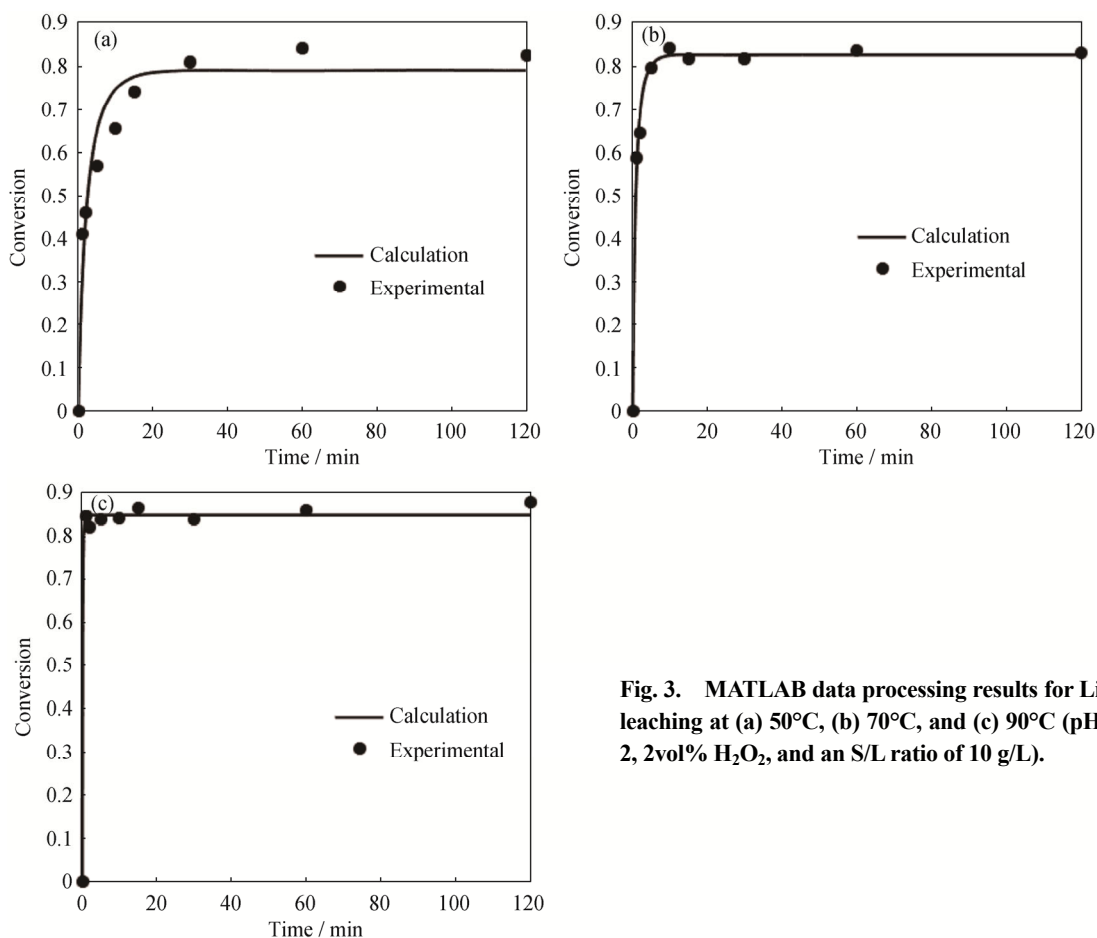 (a)
0.9
0.8
0.7
0.6
0.5
0.4
0.3
0.2
0.1
0
Conversion
Calculation
Experimental
0 20 40 60 80 100 120
Time / min
(b)
0.9
0.8
0.7
0.6
0.5
0.4
0.3
0.2
0.1
0
Conversion
Calculation
Experimental
0 20 40 60 80 100 120
Time / min
(c)
0.9
0.8
0.7
0.6
0.5
0.4
0.3
0.2
0.1
0
Conversion
Calculation
Experimental
0 20 40 60 80 100 120
Time / min
Fig. 3. MATLAB data processing results for Li
leaching at (a) 50°C, (b) 70°C, and (c) 90°C (pH
2, 2vol% H₂O₂, and an S/L ratio of 10 g/L).